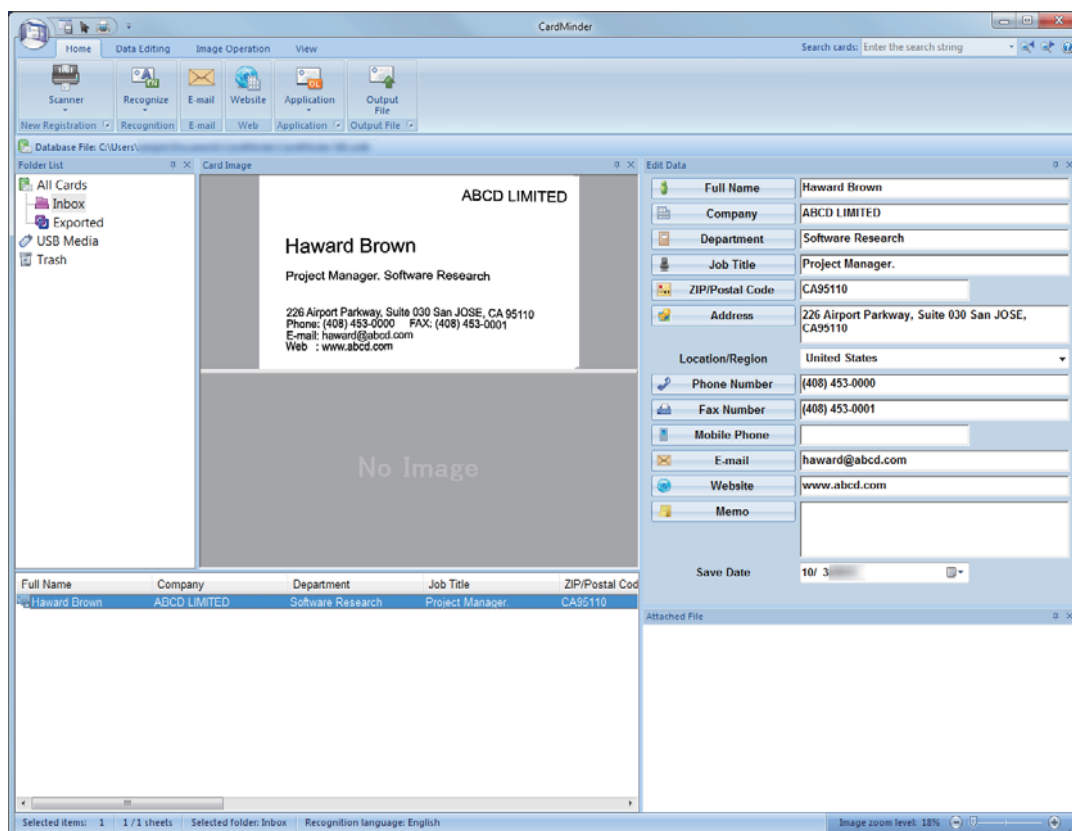 CardMinder
Home Data Editing Image Operation View Search cards: Enter the search string
Scanner Recognize E-mail Website Application Output File
New Registration Recognition E-mail Web Application Output File
Database File: C:\Users\
Folder List
All Cards
Inbox
Exported
USB Media
Trash
Card Image
ABCD LIMITED
Haward Brown
Project Manager. Software Research
226 Airport Parkway, Suite 030 San JOSE, CA 95110
Phone: (408) 453-0000 FAX: (408) 453-0001
E-mail: haward@abcd.com
Web : www.abcd.com
No Image
Edit Data
Full Name Haward Brown
Company ABCD LIMITED
Department Software Research
Job Title Project Manager.
ZIP/Postal Code CA95110
Address 226 Airport Parkway, Suite 030 San JOSE,
CA95110
Location/Region United States
Phone Number (408) 453-0000
Fax Number (408) 453-0001
Mobile Phone
E-mail haward@abcd.com
Website www.abcd.com
Memo
Save Date 10/ 3
Attached File
Full Name Company Department Job Title ZIP/Postal Cod
Haward Brown ABCD LIMITED Software Research Project Manager. CA95110
Selected items: 1 1 / 1 sheets Selected folder: Inbox Recognition language: English Image zoom level: 18%